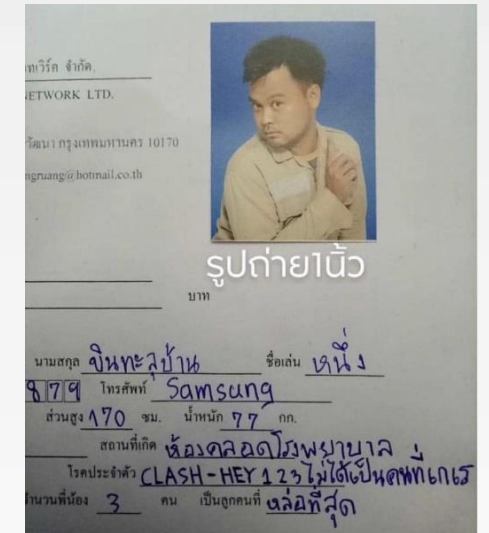 ทเวิร์ค จำกัด
NETWORK LTD.
วัฒนา กรุงเทพมหานคร 10170
ngruang@hotmail.co.th
รูปถ่าย1นิ้ว
บาท
นามสกุล ขินทะลุบ้าน ชื่อเล่น หนึ่ง
879 โทรศัพท์ Samsung
ส่วนสูง 170 ซม. น้ำหนัก 77 กก.
สถานที่เกิด ห้องคลอดโรงพยาบาล
โรคประจำตัว CLASH-HEY 123 ไม่ได้เป็นคนที่เกเร
จำนวนพี่น้อง 3 คน เป็นลูกคนที่ หล่อที่สุด